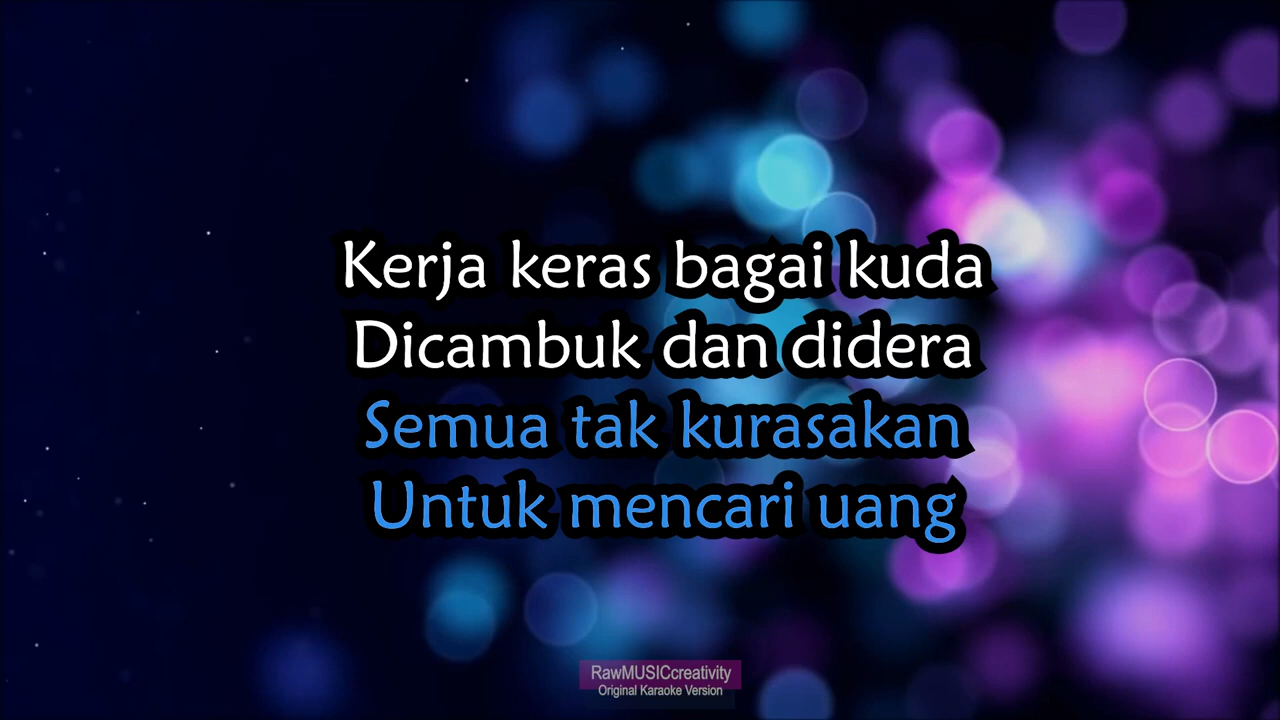 Kerja keras bagai kuda
Dicambuk dan didera
Semua tak kurasakan
Untuk mencari uang
RawMUSICcreativity
Original Karaoke Version